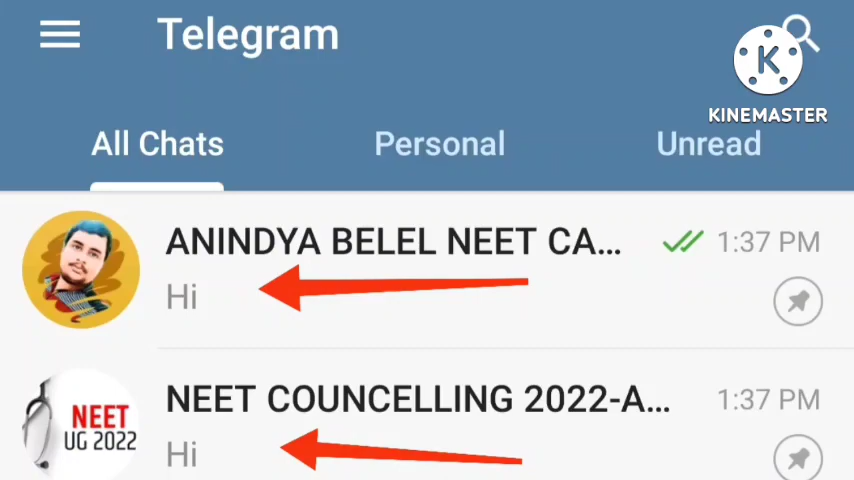 Telegram
K
KINEMASTER
All Chats Personal Unread
ANINDYA BELEL NEET CA... 1:37 PM
Hi
NEET COUNCELLING 2022-A... 1:37 PM
NEET
UG 2022
Hi